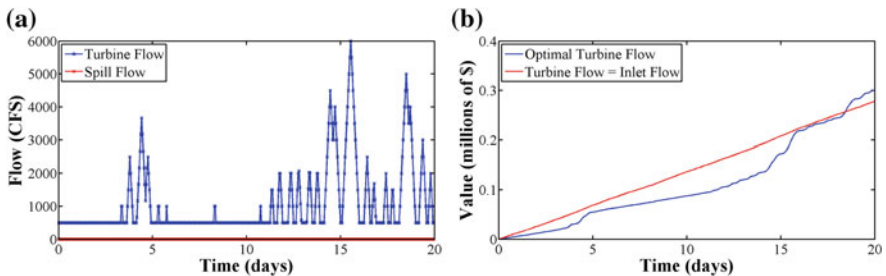 (a)
6000
5000
4000
3000
2000
1000
0
Flow (CFS)
Turbine Flow
Spill Flow
0 5 10 15 20
Time (days)
(b)
0.4
0.3
0.2
0.1
0
Value (millions of $)
Optimal Turbine Flow
Turbine Flow = Inlet Flow
0 5 10 15 20
Time (days)